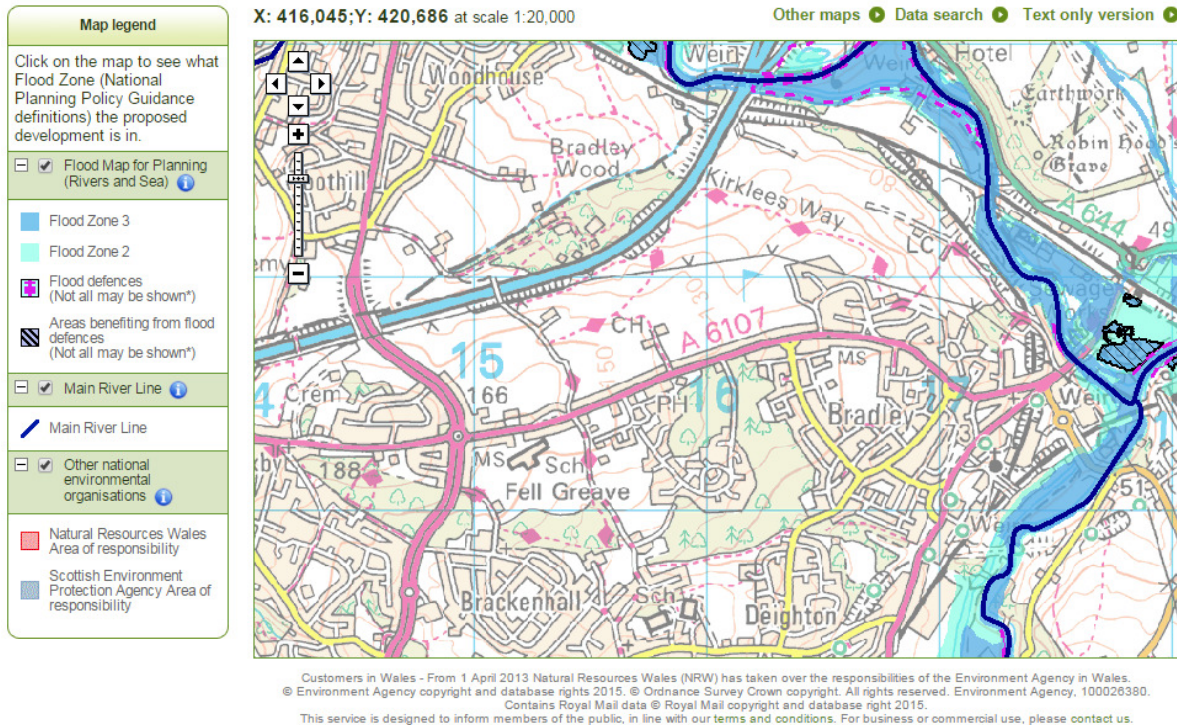 Map legend
X: 416,045;Y: 420,686 at scale 1:20,000
Other maps Data search Text only version
Click on the map to see what
Flood Zone (National
Planning Policy Guidance
definitions) the proposed
development is in.
Flood Map for Planning
(Rivers and Sea)
Flood Zone 3
Flood Zone 2
Flood defences
(Not all may be shown*)
Areas benefiting from flood
defences
(Not all may be shown*)
Main River Line
Main River Line
Other national
environmental
organisations
Natural Resources Wales
Area of responsibility
Scottish Environment
Protection Agency Area of
responsibility
Woodhouse
Weir
Weir
Hotel
Earthwork
Robin Hood's
Grave
Bradley
Wood
Kirklees Way
80
A 644
49
LC
30
CH
A 6107
50
MS
15
16
17
4
1
Crem
166
PH
Bradley
Weir
73
188
MS
Sch
Fell Greave
51
Brackenhall
Sch
Deighton
Customers in Wales - From 1 April 2013 Natural Resources Wales (NRW) has taken over the responsibilities of the Environment Agency in Wales.
© Environment Agency copyright and database rights 2015. © Ordnance Survey Crown copyright. All rights reserved. Environment Agency, 100026380.
Contains Royal Mail data © Royal Mail copyright and database right 2015.
This service is designed to inform members of the public, in line with our terms and conditions. For business or commercial use, please contact us.